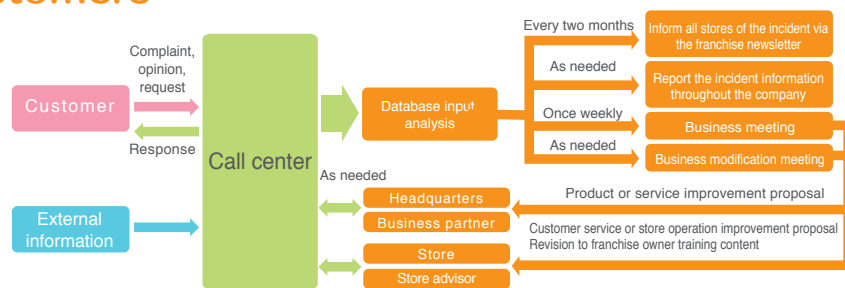 Complaint,
opinion,
request
Customer
Response
External
information
Call center
Database input
analysis
Every two months
Inform all stores of the incident via
the franchise newsletter
As needed
Report the incident information
throughout the company
Once weekly
Business meeting
As needed
Business modification meeting
As needed
Headquarters
Business partner
Product or service improvement proposal
Store
Store advisor
Customer service or store operation improvement proposal
Revision to franchise owner training content